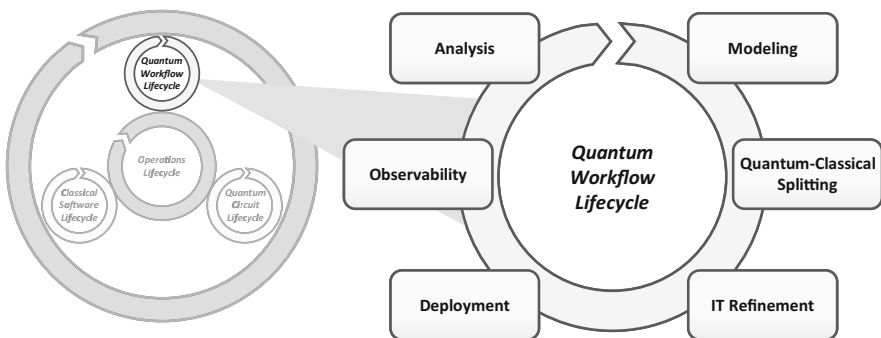 Quantum
Workflow
Lifecycle
Operations
Lifecycle
Classical
Software
Lifecycle
Quantum
Circuit
Lifecycle
Analysis
Modeling
Observability
Quantum
Workflow
Lifecycle
Quantum-Classical
Splitting
Deployment
IT Refinement